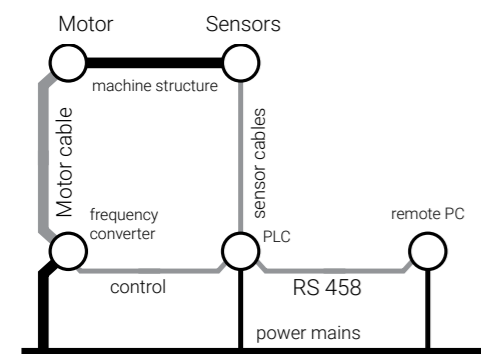 Motor
Sensors
machine structure
Motor cable
sensor cables
frequency
converter
PLC
remote PC
control
RS 458
power mains